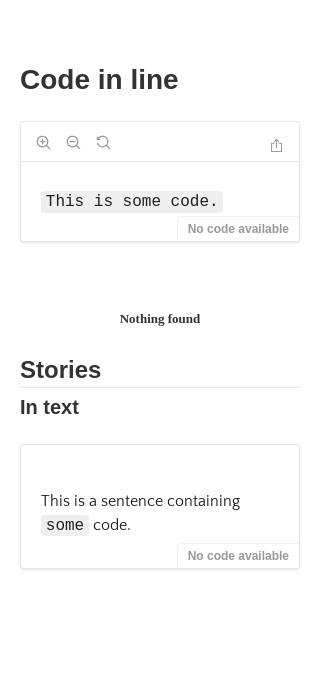 Code in line
This is some code.
No code available
Nothing found
Stories
In text
This is a sentence containing
some code.
No code available